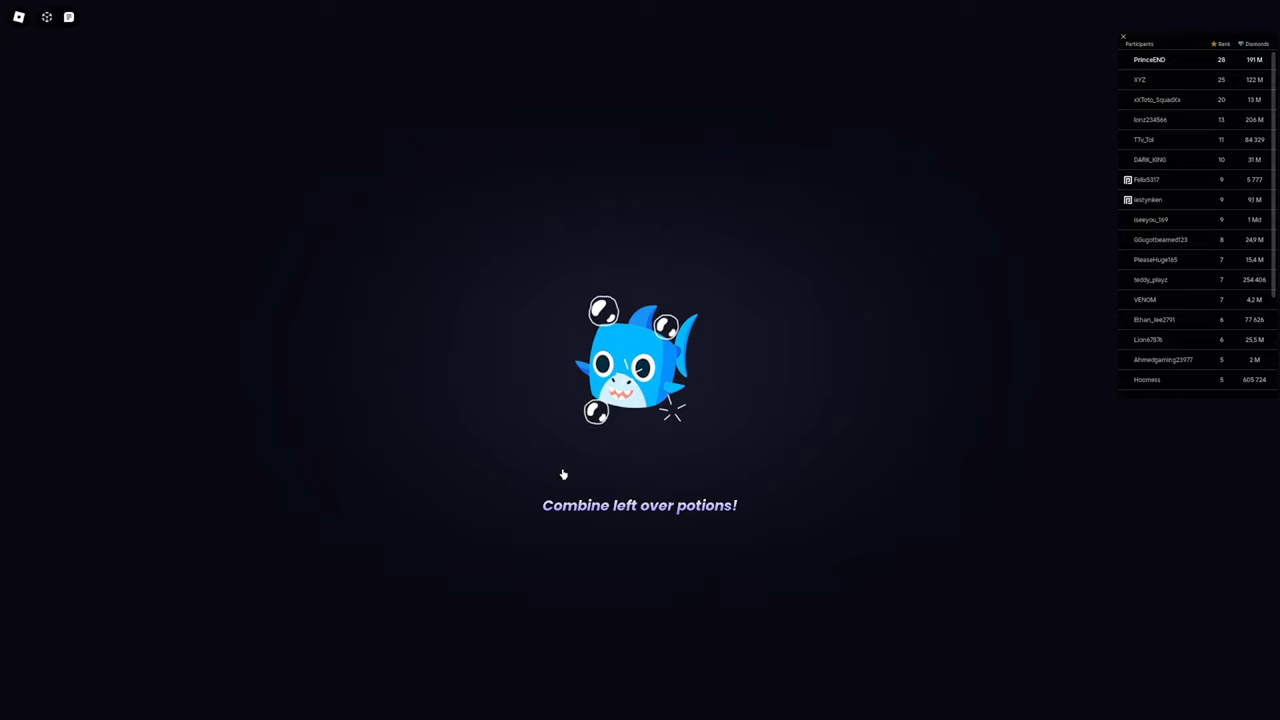 Participants Rank Diamonds
PrinceEND 28 191 M
XYZ 25 122 M
xXToto_SquadXx 20 13 M
lonz234566 13 206 M
TTv_Tol 11 84 329
DARK_KING 10 31 M
Felix5317 9 5 777
iestynken 9 9,1 M
iseeyou_169 9 1 Md
GGugotbearned123 8 24,9 M
PleaseHuge165 7 15,4 M
teddy_playz 7 254 406
VENOM 7 4,2 M
Ethan_lee2791 6 77 626
Lion67876 6 25,5 M
Ahmedgaming23977 5 2 M
Hoorness 5 605 724
Combine left over potions!